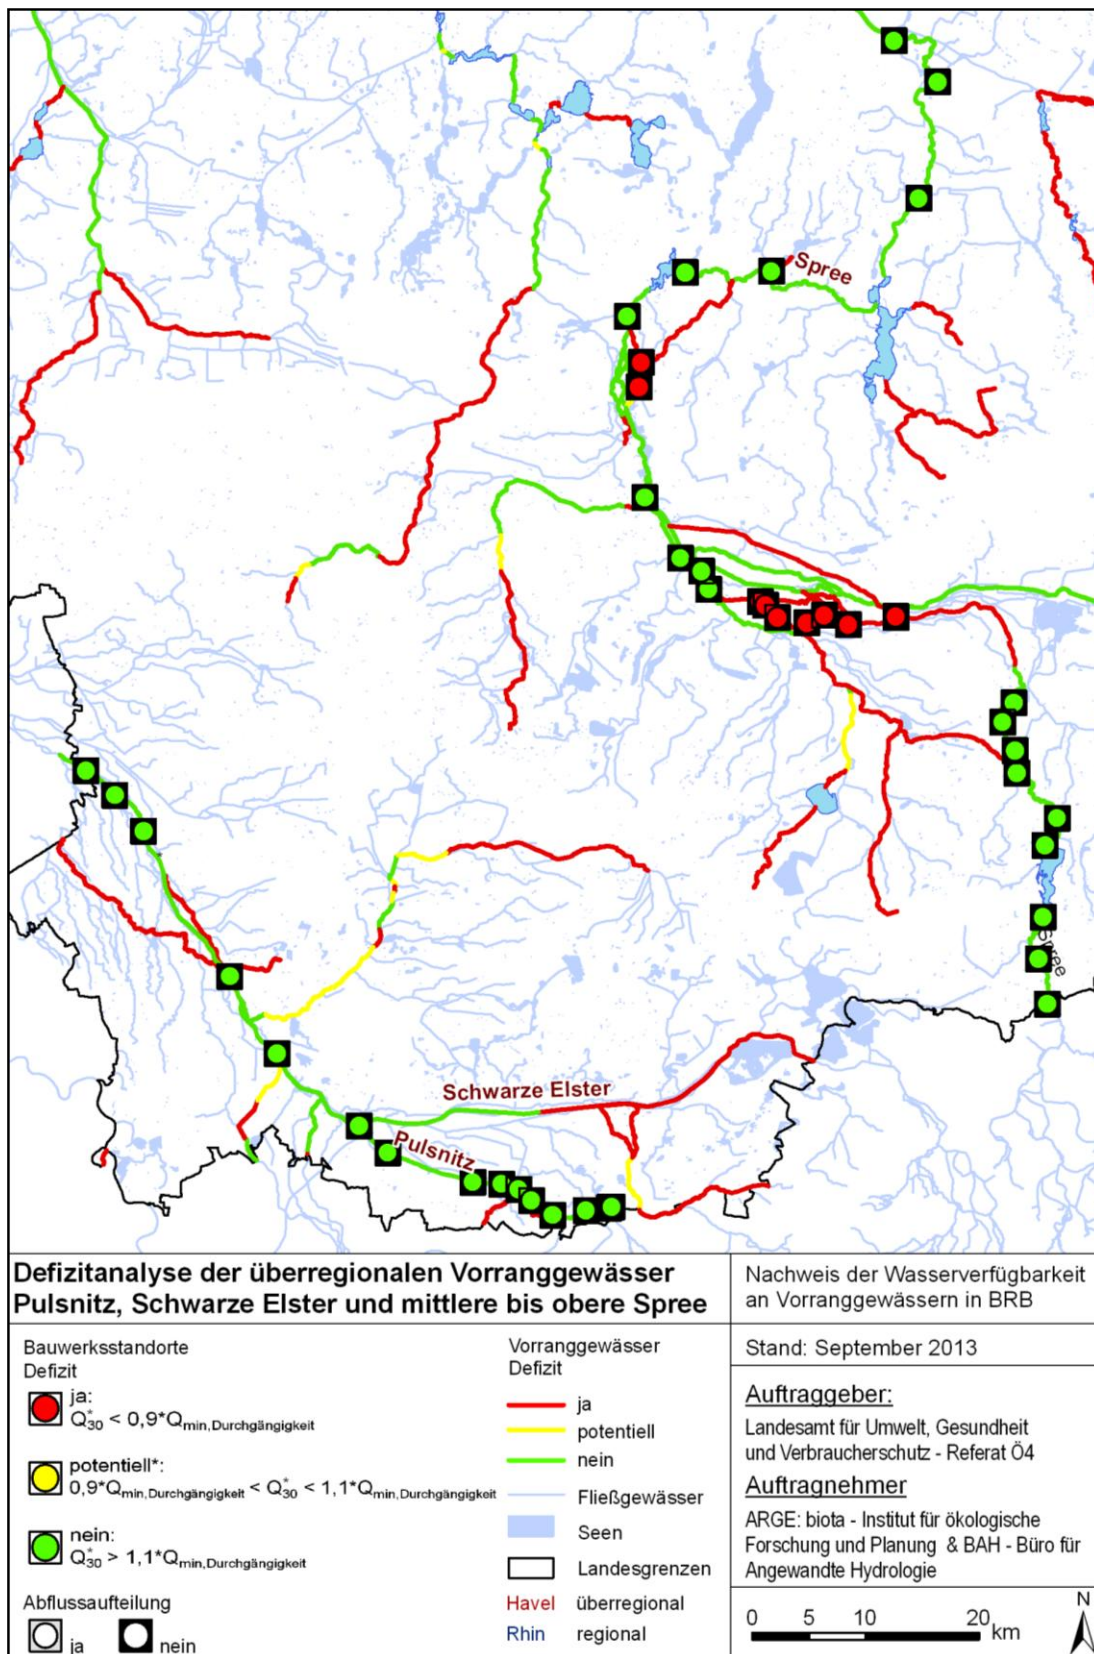 Spree
Spree
Schwarze Elster
Pulsnitz
Defizitanalyse der überregionalen Vorranggewässer
Pulsnitz, Schwarze Elster und mittlere bis obere Spree
Nachweis der Wasserverfügbarkeit
an Vorranggewässern in BRB
Bauwerksstandorte
Defizit
ja:
Q*30 < 0,9*Qmin,Durchgängigkeit
potentiell*:
0,9*Qmin,Durchgängigkeit < Q*30 < 1,1*Qmin,Durchgängigkeit
nein:
Q*30 > 1,1*Qmin,Durchgängigkeit
Abflussaufteilung
ja nein
Vorranggewässer
Defizit
ja
potentiell
nein
Fließgewässer
Seen
Landesgrenzen
Havel überregional
Rhin regional
Stand: September 2013
Auftraggeber:
Landesamt für Umwelt, Gesundheit
und Verbraucherschutz - Referat Ö4
Auftragnehmer
ARGE: biota - Institut für ökologische
Forschung und Planung & BAH - Büro für
Angewandte Hydrologie
0 5 10 20 km
N